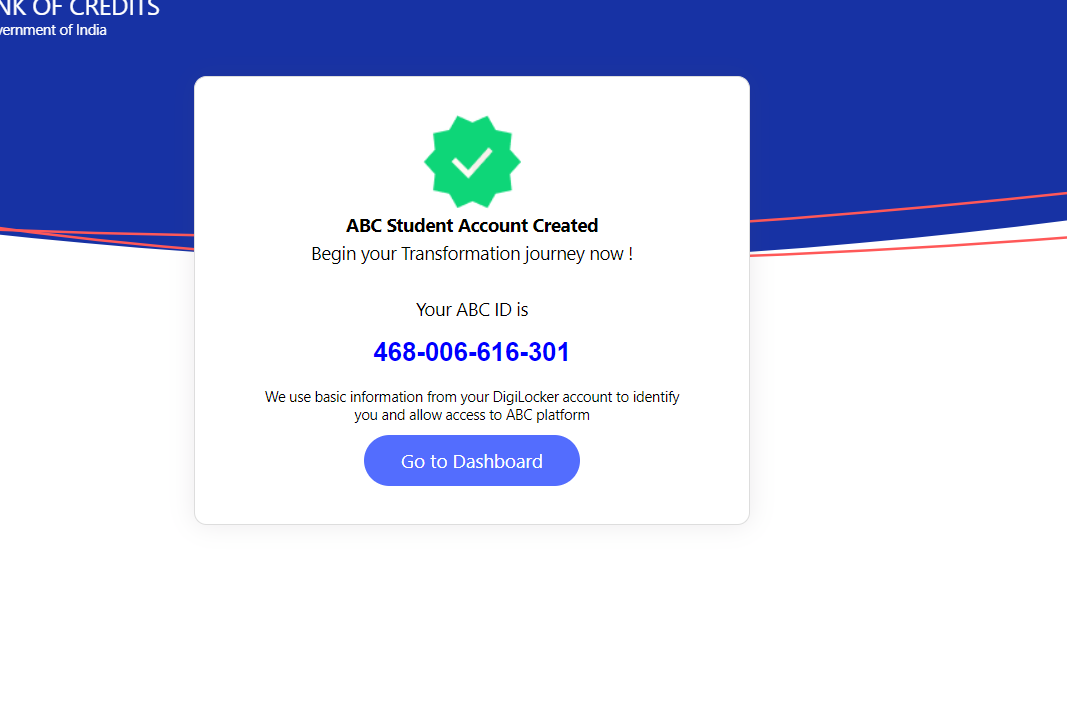 NK OF CREDITS
vernment of India
ABC Student Account Created
Begin your Transformation journey now !
Your ABC ID is
468-006-616-301
We use basic information from your DigiLocker account to identify
you and allow access to ABC platform
Go to Dashboard